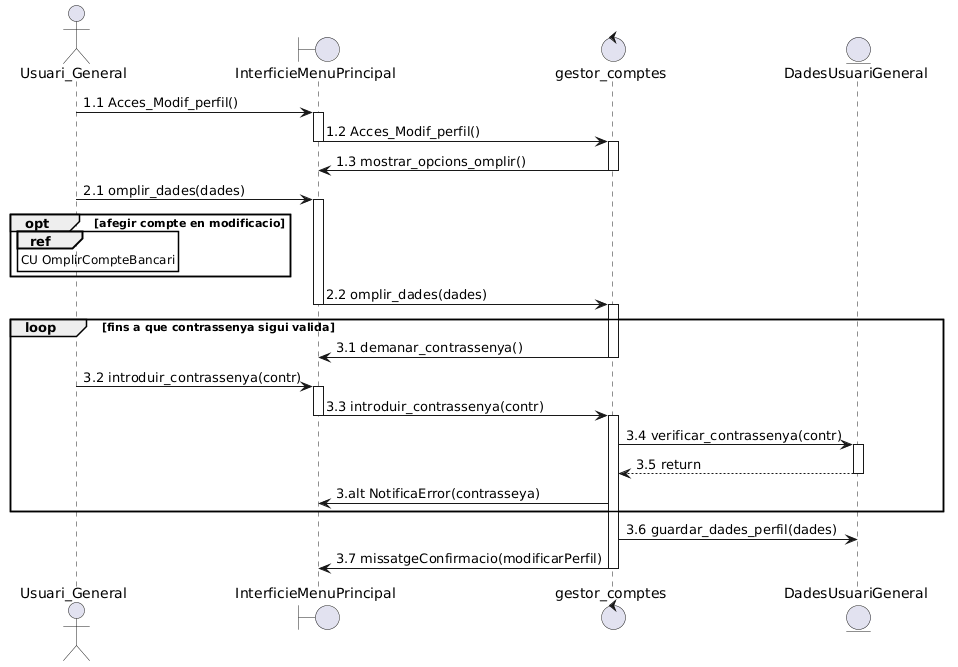 Usuari_General
InterficieMenuPrincipal
gestor_comptes
DadesUsuariGeneral
1.1 Acces_Modif_perfil()
1.2 Acces_Modif_perfil()
1.3 mostrar_opcions_omplir()
2.1 omplir_dades(dades)
opt [afegir compte en modificacio]
ref
CU OmplirCompteBancari
2.2 omplir_dades(dades)
loop [fins a que contrassenya sigui valida]
3.1 demanar_contrassenya()
3.2 introduir_contrassenya(contr)
3.3 introduir_contrassenya(contr)
3.4 verificar_contrassenya(contr)
3.5 return
3.alt NotificaError(contrasseya)
3.6 guardar_dades_perfil(dades)
3.7 missatgeConfirmacio(modificarPerfil)
Usuari_General
InterficieMenuPrincipal
gestor_comptes
DadesUsuariGeneral